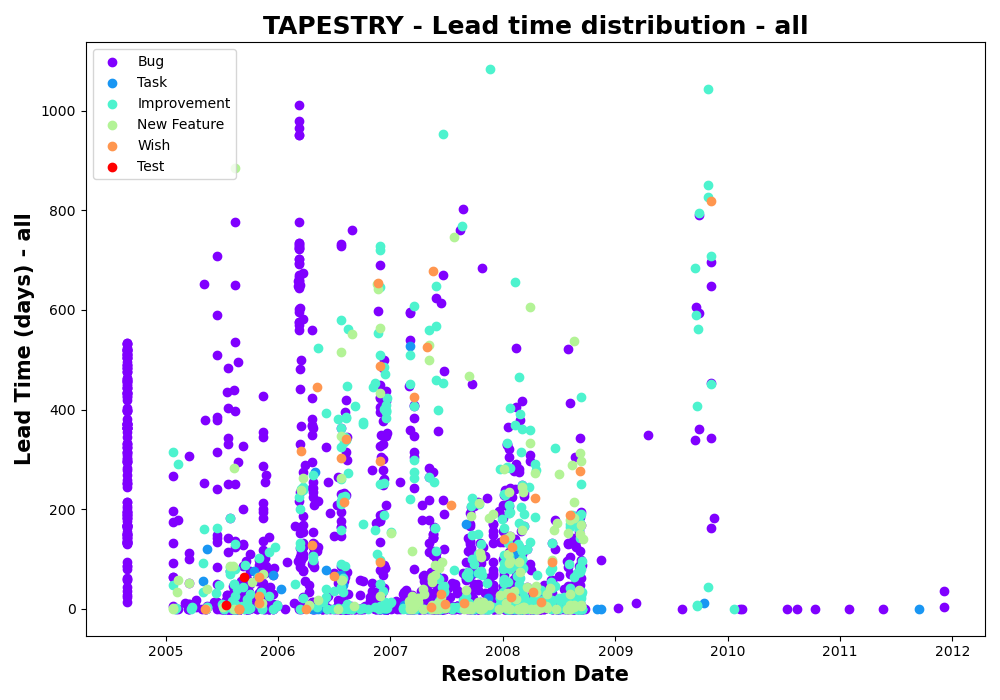 TAPESTRY - Lead time distribution - all
Bug
Task
Improvement
New Feature
Wish
Test
Lead Time (days) - all
1000
800
600
400
200
0
2005 2006 2007 2008 2009 2010 2011 2012
Resolution Date